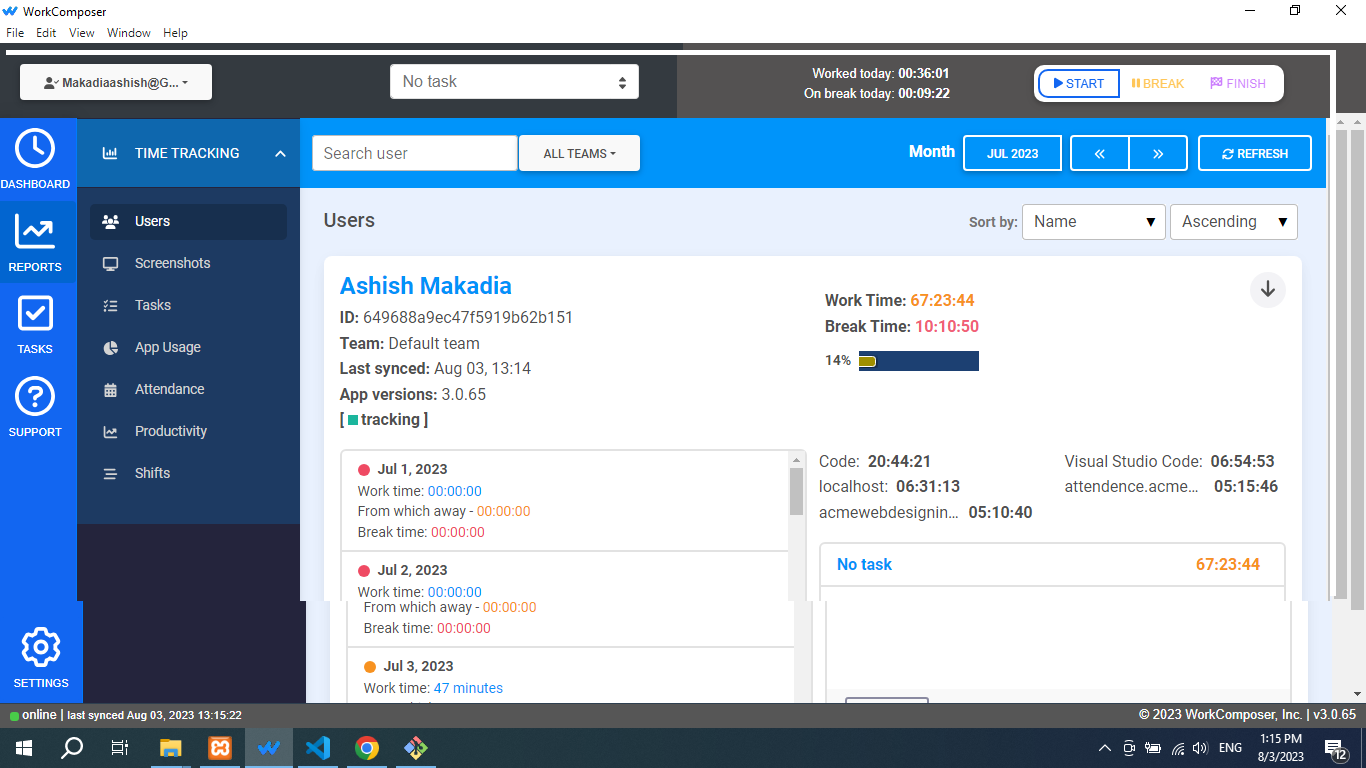 WorkComposer
File Edit View Window Help
Makadiaashish@G...
No task
Worked today: 00:36:01
On break today: 00:09:22
START
BREAK
FINISH
DASHBOARD
REPORTS
TASKS
SUPPORT
SETTINGS
TIME TRACKING
Users
Screenshots
Tasks
App Usage
Attendance
Productivity
Shifts
Search user
ALL TEAMS
Month
JUL 2023
«
»
REFRESH
Users
Sort by: Name Ascending
Ashish Makadia
ID: 649688a9ec47f5919b62b151
Team: Default team
Last synced: Aug 03, 13:14
App versions: 3.0.65
[ tracking ]
Work Time: 67:23:44
Break Time: 10:10:50
14%
Jul 1, 2023
Work time: 00:00:00
From which away - 00:00:00
Break time: 00:00:00
Jul 2, 2023
Work time: 00:00:00
From which away - 00:00:00
Break time: 00:00:00
Jul 3, 2023
Work time: 47 minutes
Code: 20:44:21
Visual Studio Code: 06:54:53
localhost: 06:31:13
attendence.acme... 05:15:46
acmewebdesignin... 05:10:40
No task 67:23:44
online | last synced Aug 03, 2023 13:15:22
© 2023 WorkComposer, Inc. | v3.0.65
ENG
1:15 PM
8/3/2023
12